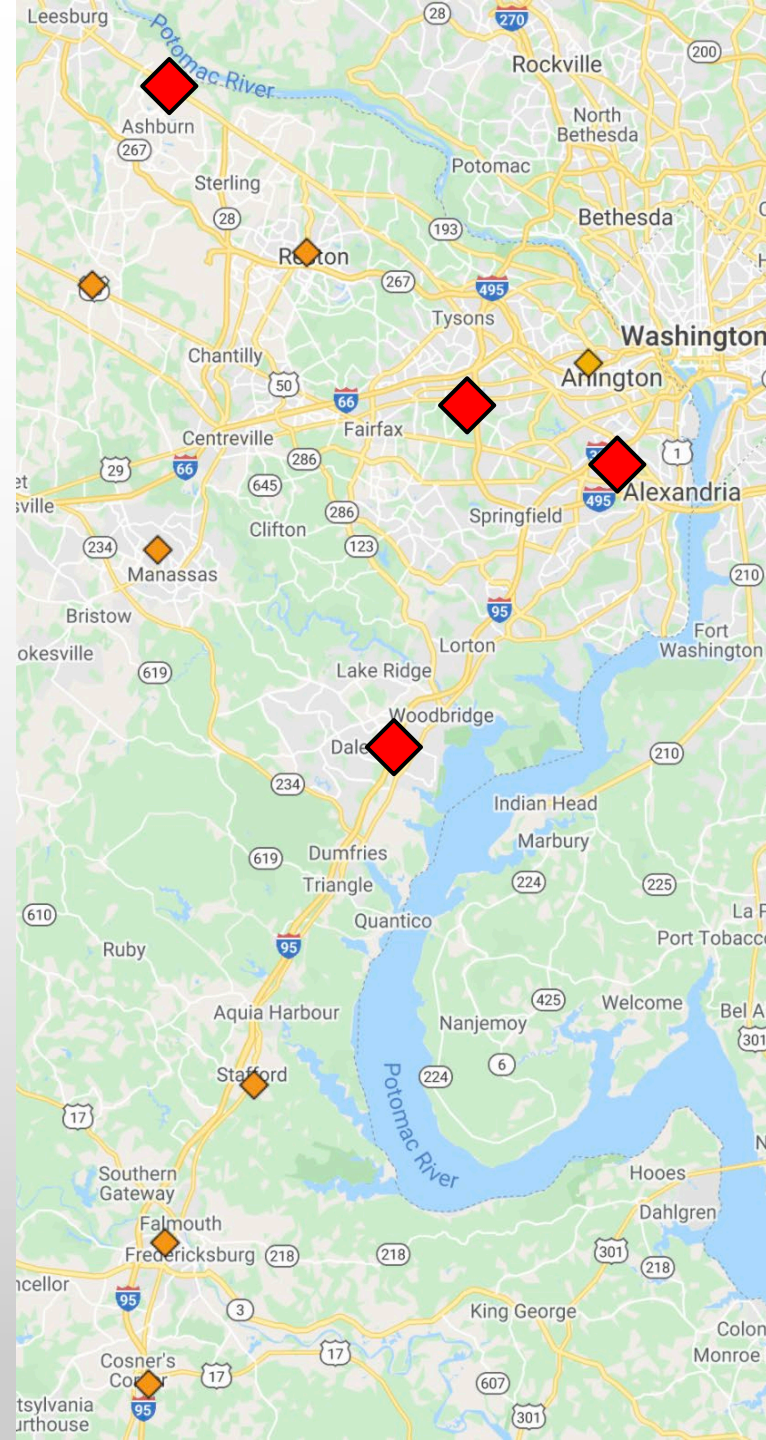 Leesburg
28
270
Potomac River
Rockville
200
Ashburn
North
Bethesda
267
Potomac
Sterling
28
193
Bethesda
Reston
267
495
Tysons
Washington
Chantilly
Arlington
50
66
Fairfax
Centreville
286
1
29
66
645
495
Alexandria
286
Springfield
Clifton
234
123
Manassas
210
95
Bristow
Fort
Washington
Lorton
619
Lake Ridge
Woodbridge
210
234
Indian Head
Marbury
619
Dumfries
Triangle
224
225
610
Quantico
95
Ruby
425
Welcome
Aquia Harbour
Nanjemoy
301
6
Stafford
224
Potomac River
17
Southern
Gateway
Hooes
Dahlgren
Falmouth
Fredericksburg
218
218
301
218
95
3
King George
17
Cosner's
Corner
17
Monroe
607
95
301